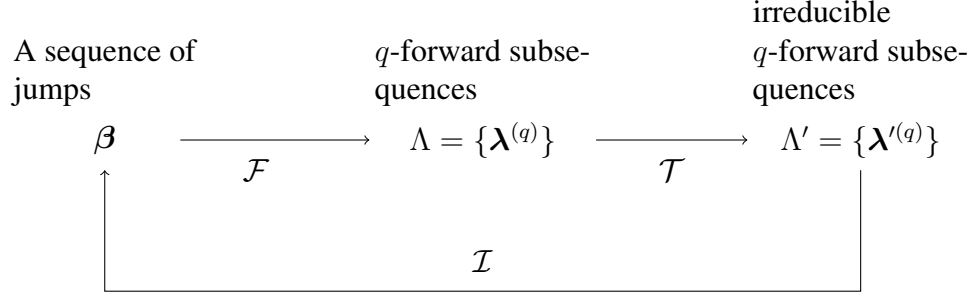 A sequence of
jumps
q-forward subse-
quences
irreducible
q-forward subse-
quences
β
Λ = {λ^{(q)}}
Λ′ = {λ′^{(q)}}
𝓕
𝓣
𝓘